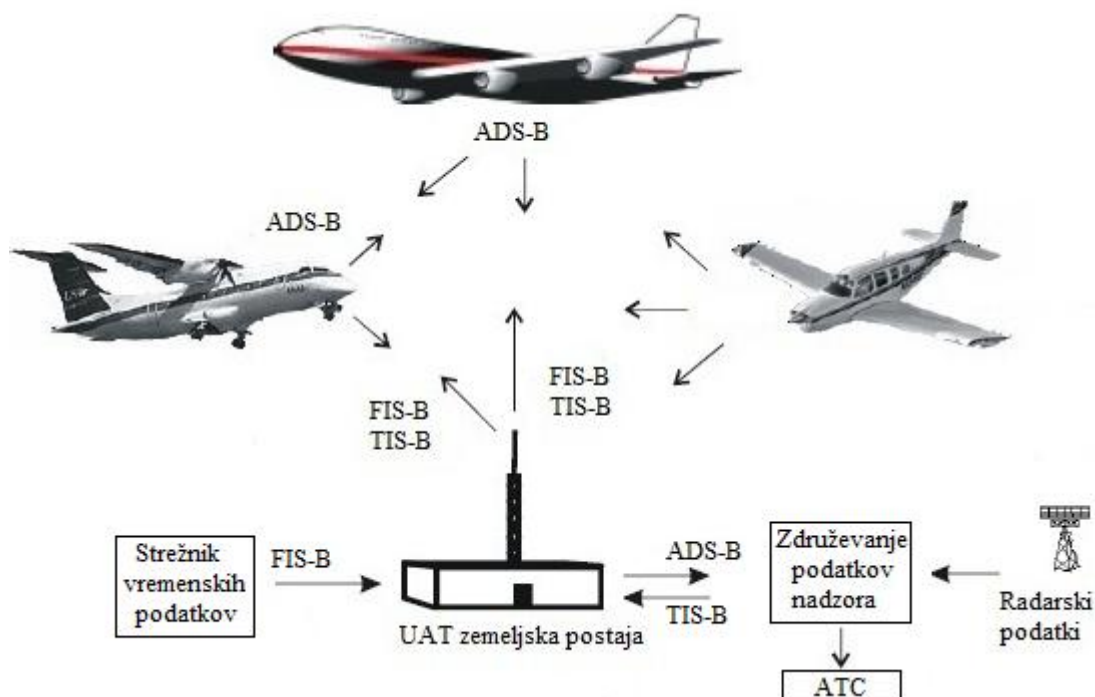 ADS-B
ADS-B
FIS-B
TIS-B
FIS-B
TIS-B
Strežnik
vremenskih
podatkov
FIS-B
UAT zemeljska postaja
ADS-B
TIS-B
Združevanje
podatkov
nadzora
Radarski
podatki
ATC